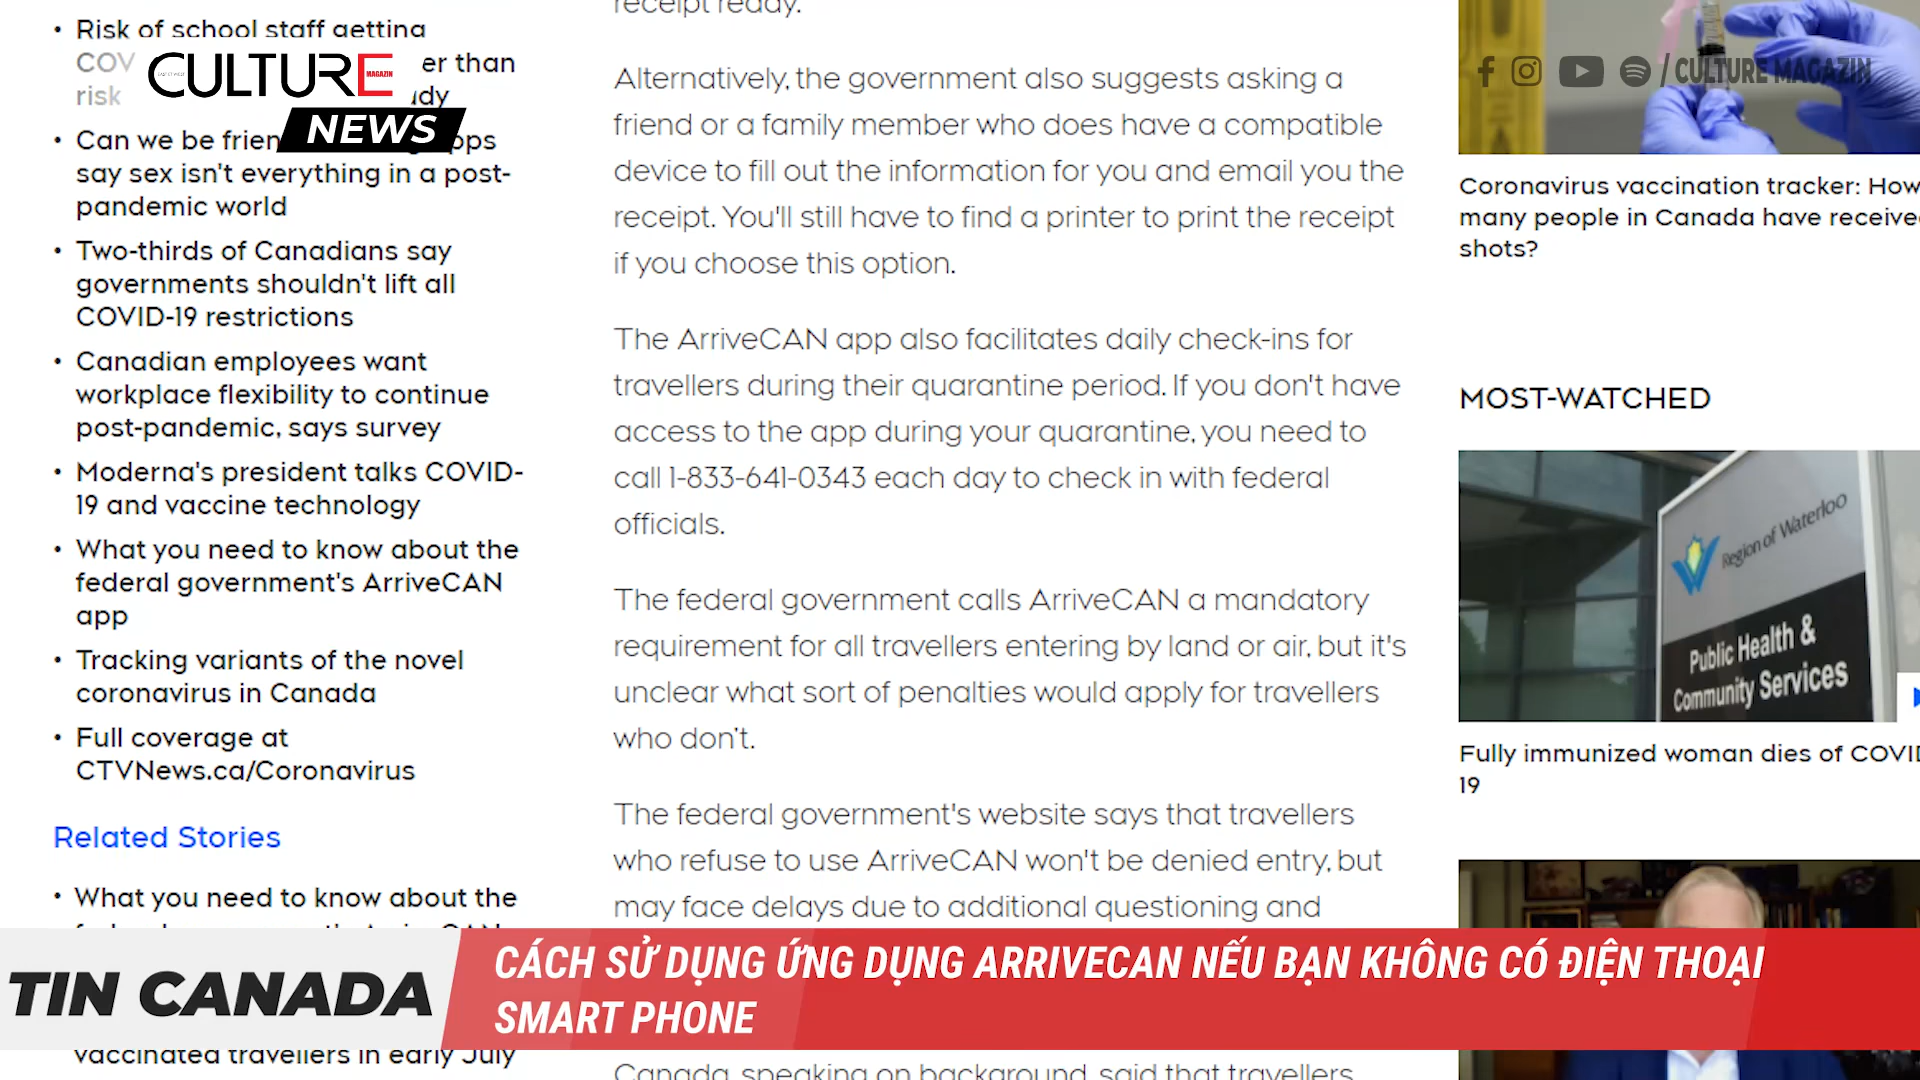 Risk of school staff getting
COV
er than
risk
CULTURE
MAGAZIN
NEWS
Can we be
say sex isn't everything in a post-
pandemic world
Two-thirds of Canadians say
governments shouldn't lift all
COVID-19 restrictions
Canadian employees want
workplace flexibility to continue
post-pandemic, says survey
Moderna's president talks COVID-
19 and vaccine technology
What you need to know about the
federal government's ArriveCAN
app
Tracking variants of the novel
coronavirus in Canada
Full coverage at
CTVNews.ca/Coronavirus
Related Stories
What you need to know about the
vaccinated travellers in early July
receipt ready.
Alternatively, the government also suggests asking a
friend or a family member who does have a compatible
device to fill out the information for you and email you the
receipt. You'll still have to find a printer to print the receipt
if you choose this option.
The ArriveCAN app also facilitates daily check-ins for
travellers during their quarantine period. If you don't have
access to the app during your quarantine, you need to
call 1-833-641-0343 each day to check in with federal
officials.
The federal government calls ArriveCAN a mandatory
requirement for all travellers entering by land or air, but it's
unclear what sort of penalties would apply for travellers
who don't.
The federal government's website says that travellers
who refuse to use ArriveCAN won't be denied entry, but
may face delays due to additional questioning and
Canada, speaking on background, said that travellers
/ CULTURE MAGAZIN
Coronavirus vaccination tracker: How
many people in Canada have received
shots?
MOST-WATCHED
Region of Waterloo
Public Health &
Community Services
Fully immunized woman dies of COVID
19
TIN CANADA
CÁCH SỬ DỤNG ỨNG DỤNG ARRIVECAN NẾU BẠN KHÔNG CÓ ĐIỆN THOẠI
SMART PHONE